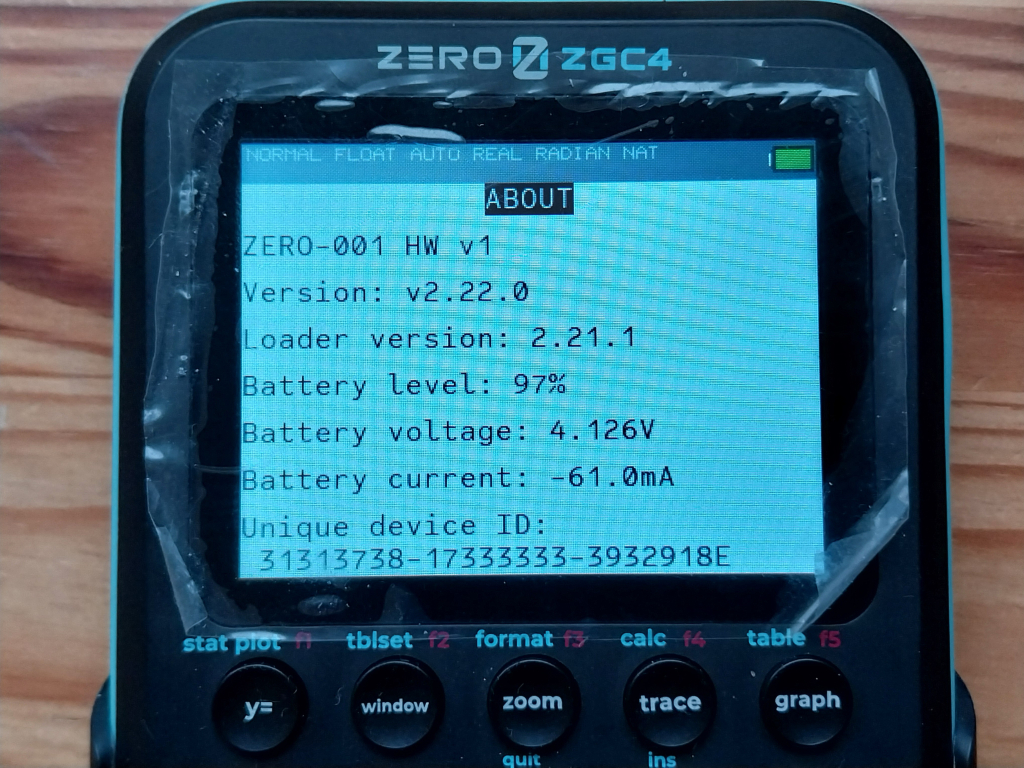 ZERO ZGC4
NORMAL FLOAT AUTO REAL RADIAN NAT
ABOUT
ZERO-001 HW v1
Version: v2.22.0
Loader version: 2.21.1
Battery level: 97%
Battery voltage: 4.126V
Battery current: -61.0mA
Unique device ID:
31313738-17333333-3932918E
stat plot f1 tblset f2 format f3 calc f4 table f5
y= window zoom trace graph
quit ins